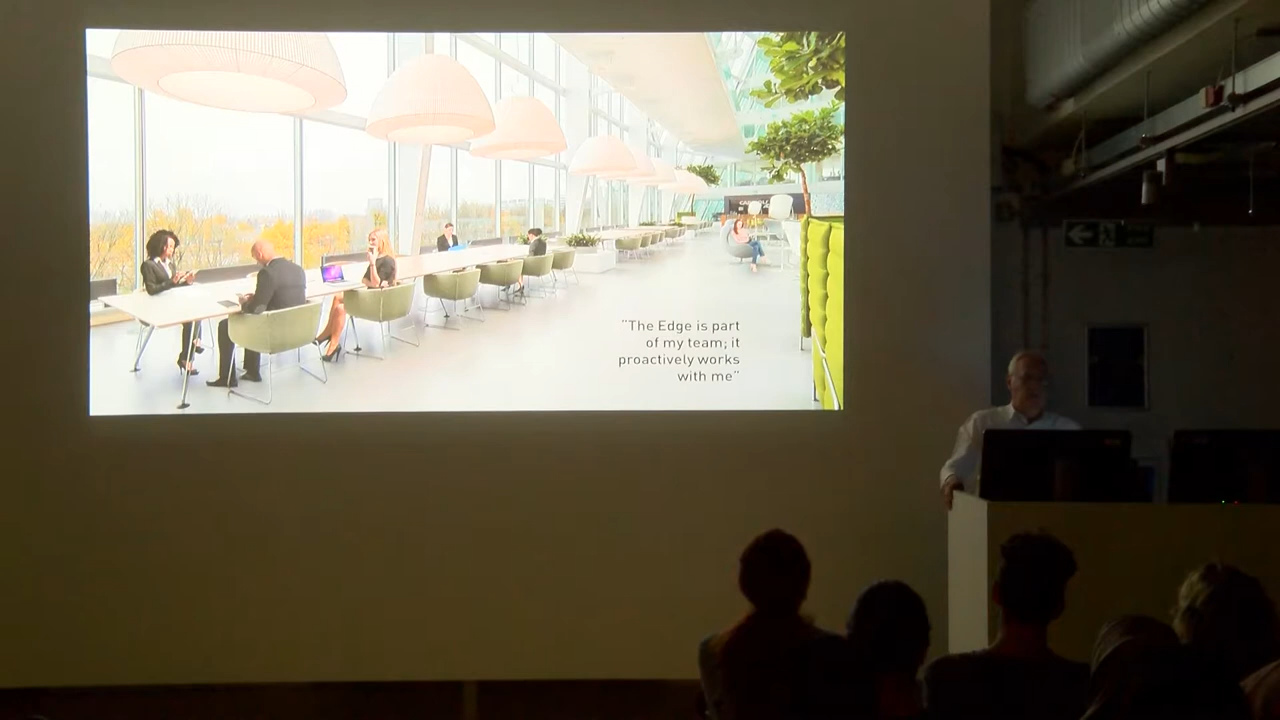 "The Edge is part
of my team; it
proactively works
with me"